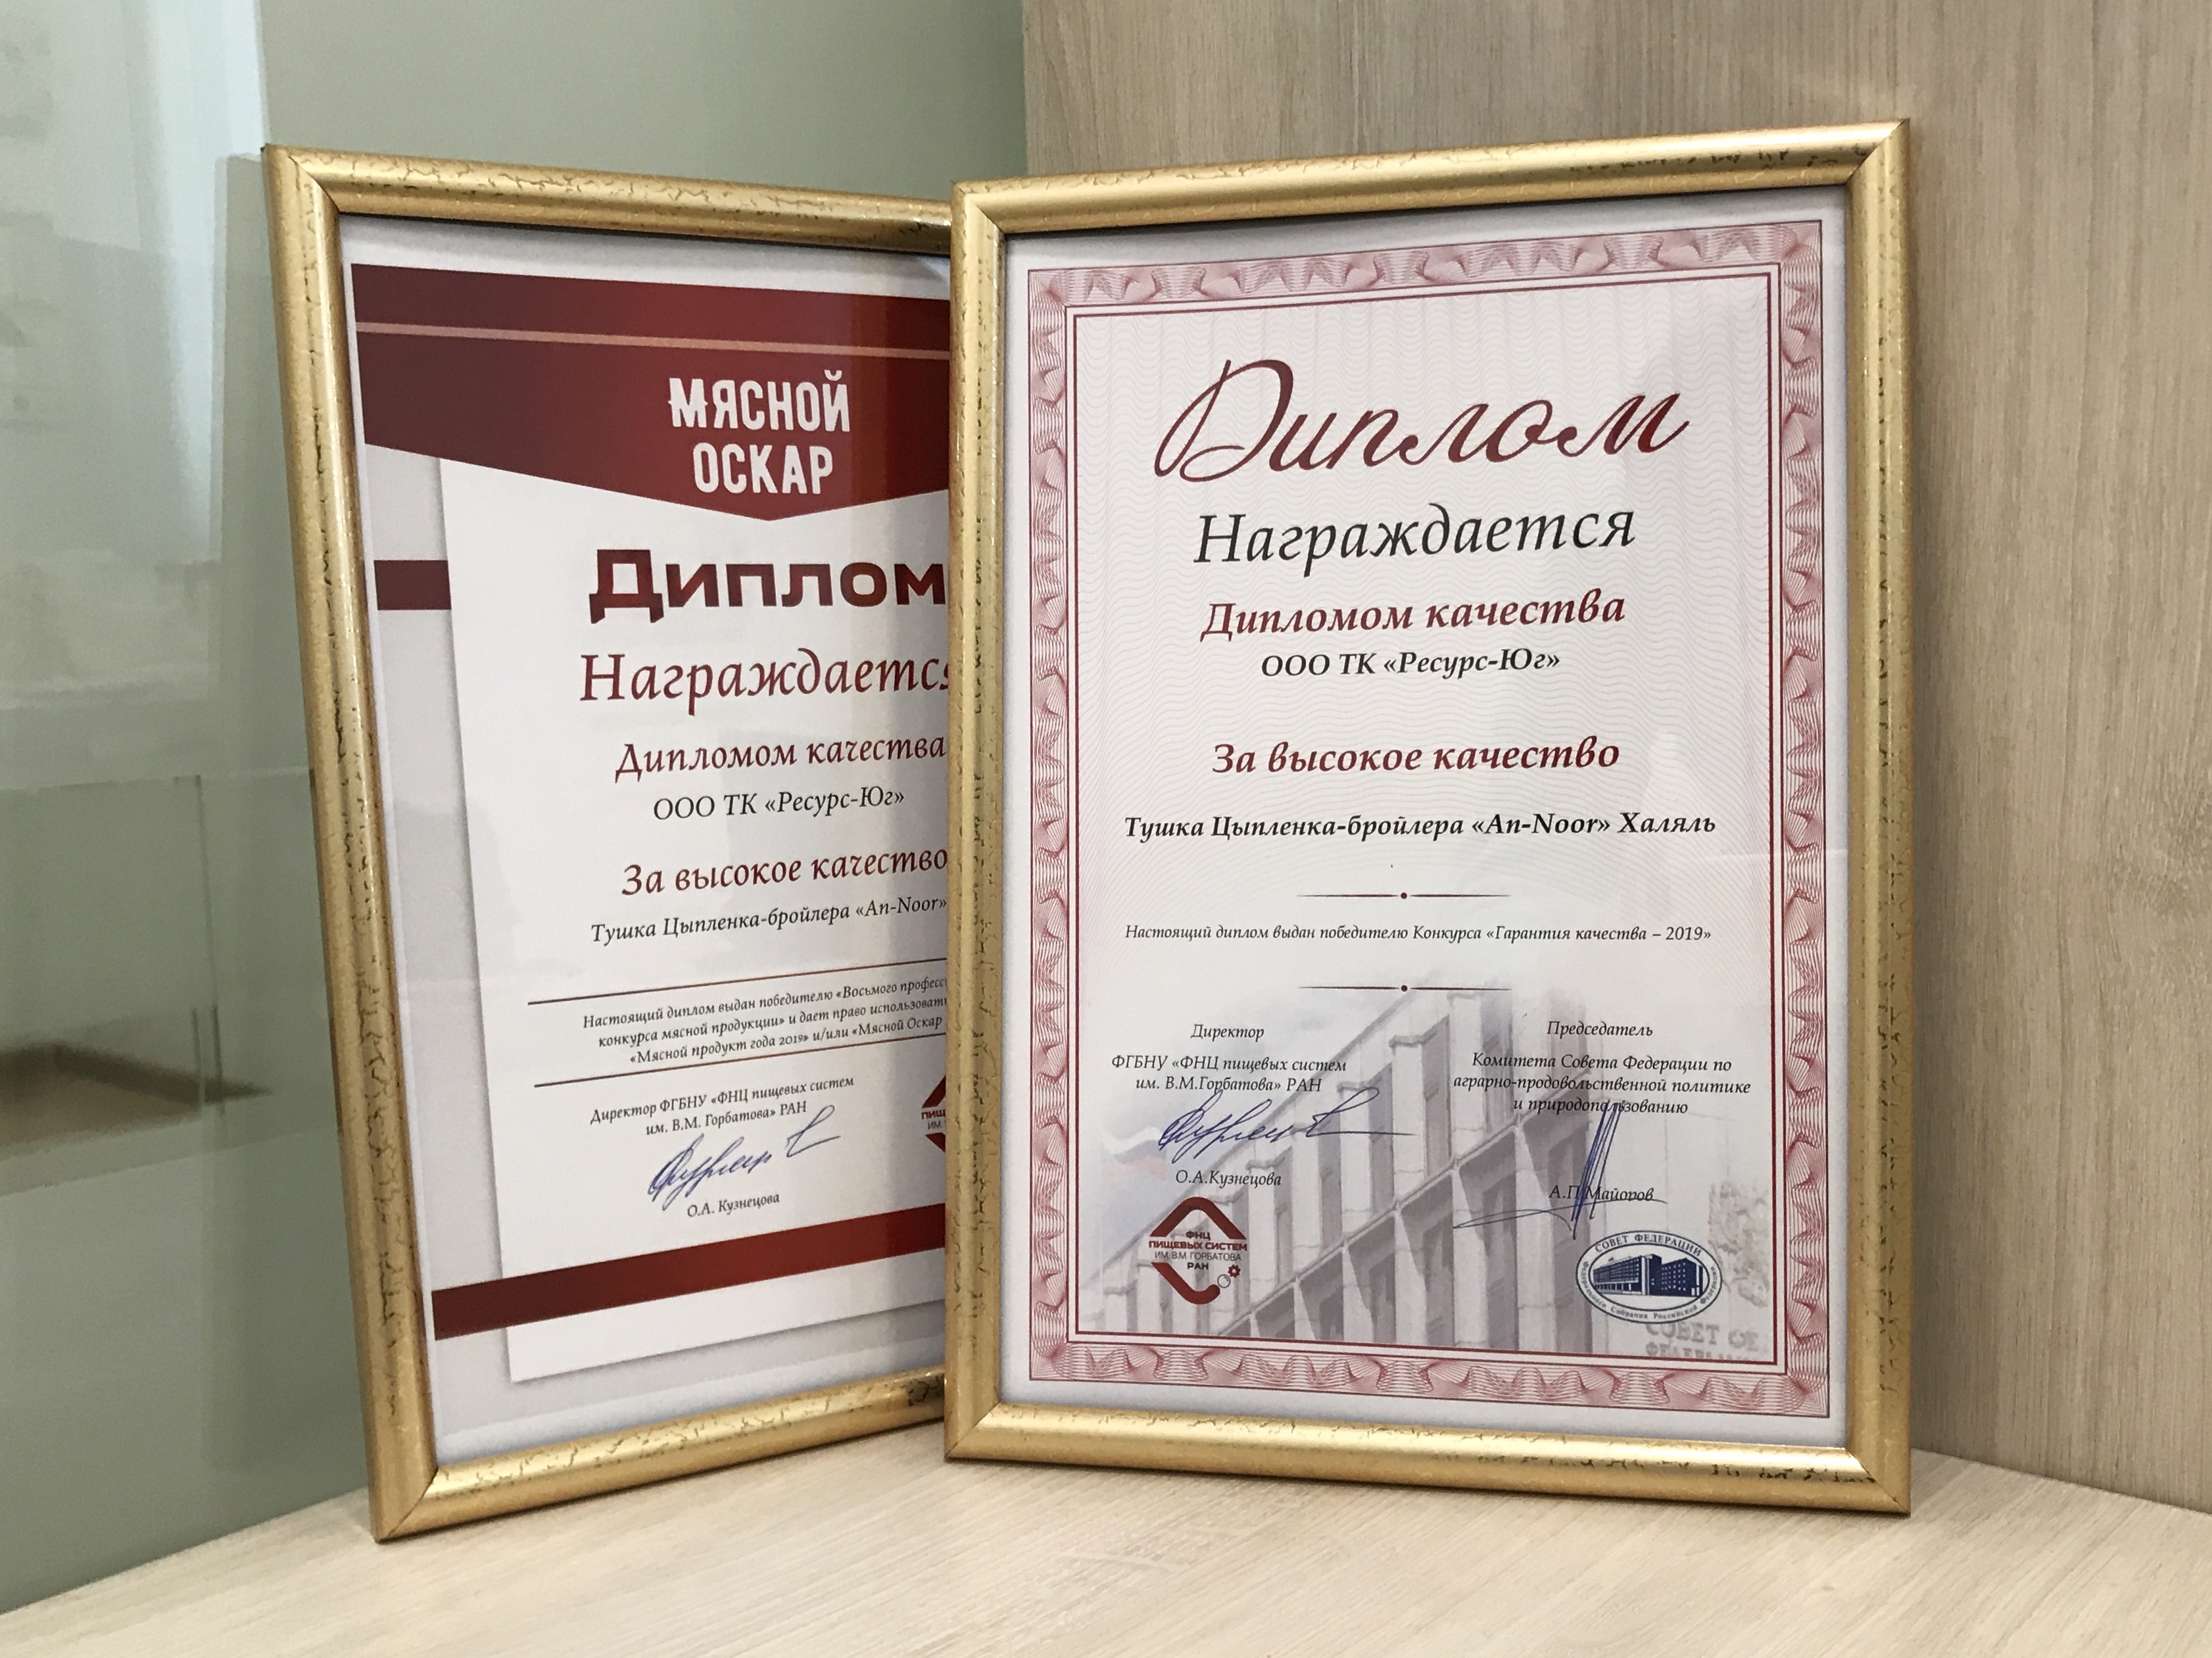 МЯСНОЙ
ОСКАР
Диплом
Награждается
Дипломом качества
ООО ТК «Ресурс-Юг»
За высокое качество
Тушка Цыпленка-бройлера «An-Noor»
Настоящий диплом выдан победителю «Восьмого
конкурса мясной продукции» и дает право
«Мясной продукт года 2019» и/или «Мясной Оскар
Директор ФГБНУ «ФНЦ пищевых систем
им. В.М. Горбатова» РАН
О.А. Кузнецова
Диплом
Награждается
Дипломом качества
ООО ТК «Ресурс-Юг»
За высокое качество
Тушка Цыпленка-бройлера «An-Noor» Халяль
Настоящий диплом выдан победителю Конкурса «Гарантия качества – 2019»
Директор
ФГБНУ «ФНЦ пищевых систем
им. В.М.Горбатова» РАН
О.А.Кузнецова
ФНЦ
ПИЩЕВЫХ СИСТЕМ
ИМ. В.М. ГОРБАТОВА
РАН
Председатель
Комитета Совета Федерации по
аграрно-продовольственной политике
и природопользованию
А.П.Майоров
СОВЕТ ФЕДЕРАЦИИ
Федерального Собрания Российской Федерации
СОВЕТ